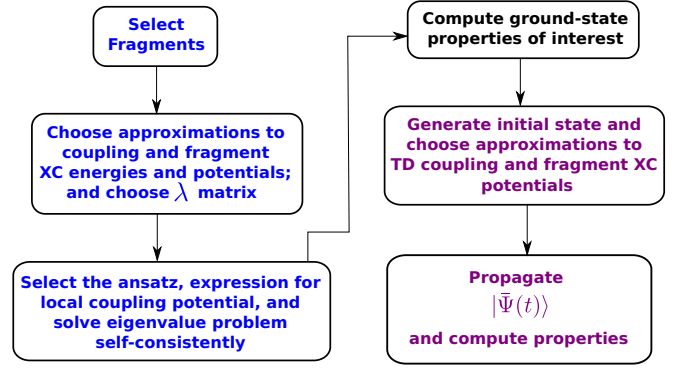 Select
Fragments
Choose approximations to
coupling and fragment
XC energies and potentials;
and choose λ matrix
Select the ansatz, expression for
local coupling potential, and
solve eigenvalue problem
self-consistently
Compute ground-state
properties of interest
Generate initial state and
choose approximations to
TD coupling and fragment XC
potentials
Propagate
|Ψ̄(t)⟩
and compute properties